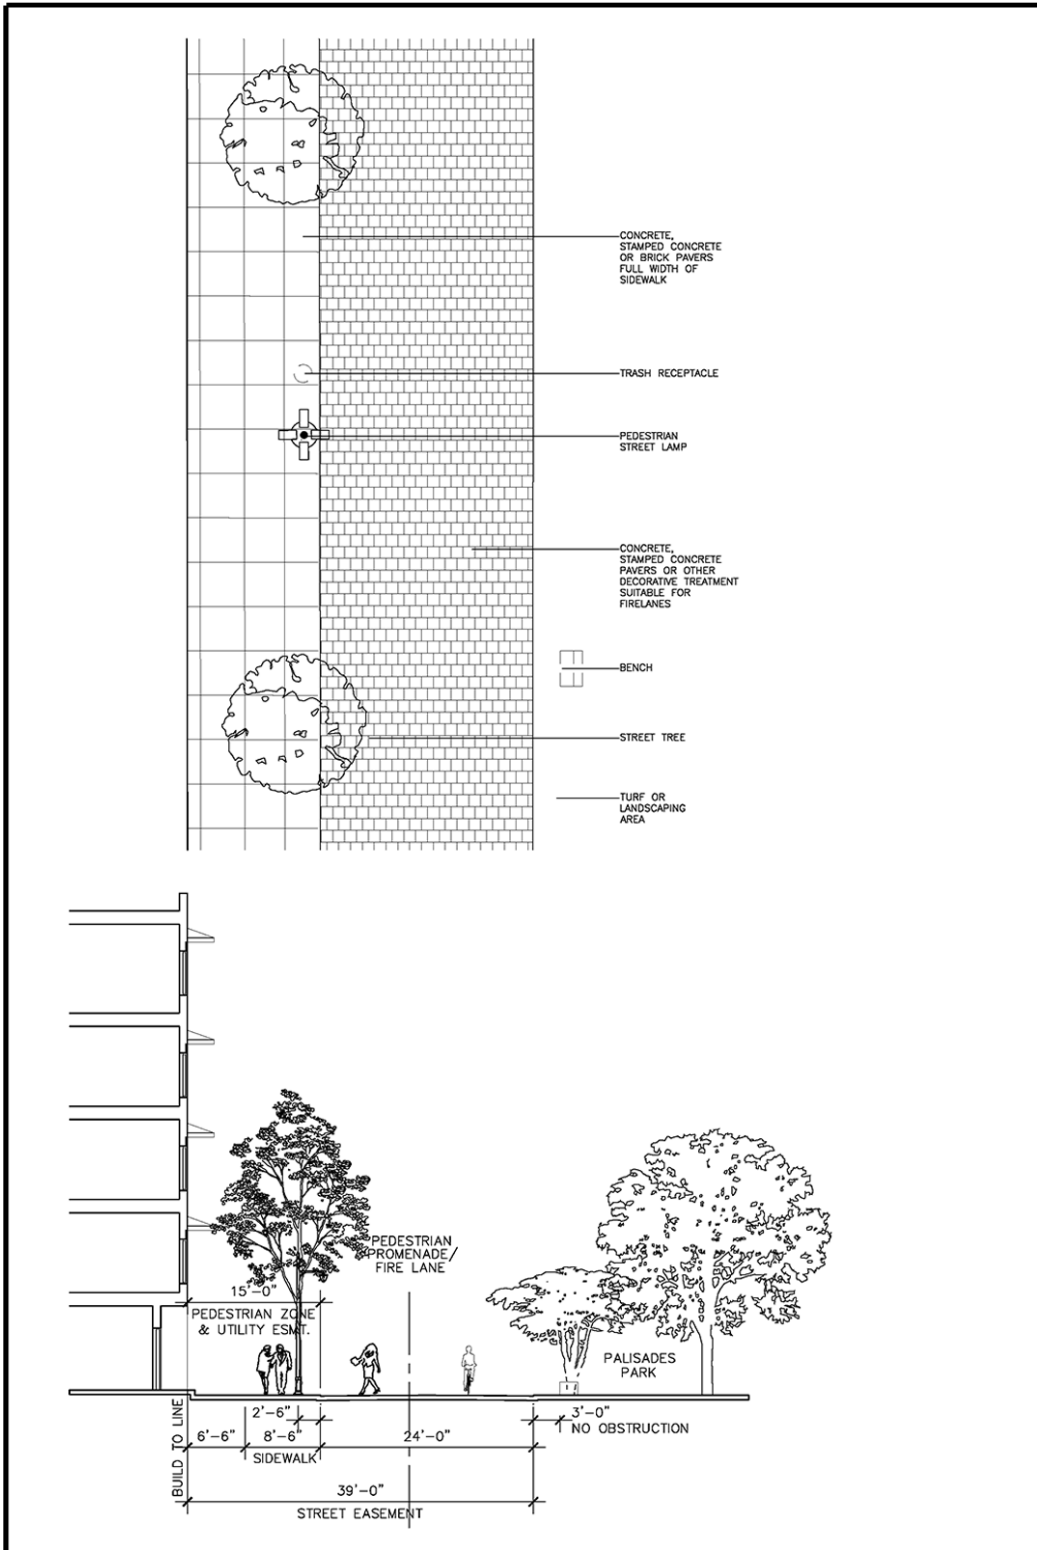 CONCRETE,
STAMPED CONCRETE
OR BRICK PAVERS
FULL WIDTH OF
SIDEWALK
TRASH RECEPTACLE
PEDESTRIAN
STREET LAMP
CONCRETE,
STAMPED CONCRETE
PAVERS OR OTHER
DECORATIVE TREATMENT
SUITABLE FOR
FIRELANES
BENCH
STREET TREE
TURF OR
LANDSCAPING
AREA
PEDESTRIAN
PROMENADE/
FIRE LANE
15'-0"
PEDESTRIAN ZONE
& UTILITY ESMT.
PALISADES
PARK
BUILD TO LINE
2'-6"
3'-0"
NO OBSTRUCTION
6'-6"
8'-6"
24'-0"
SIDEWALK
39'-0"
STREET EASEMENT